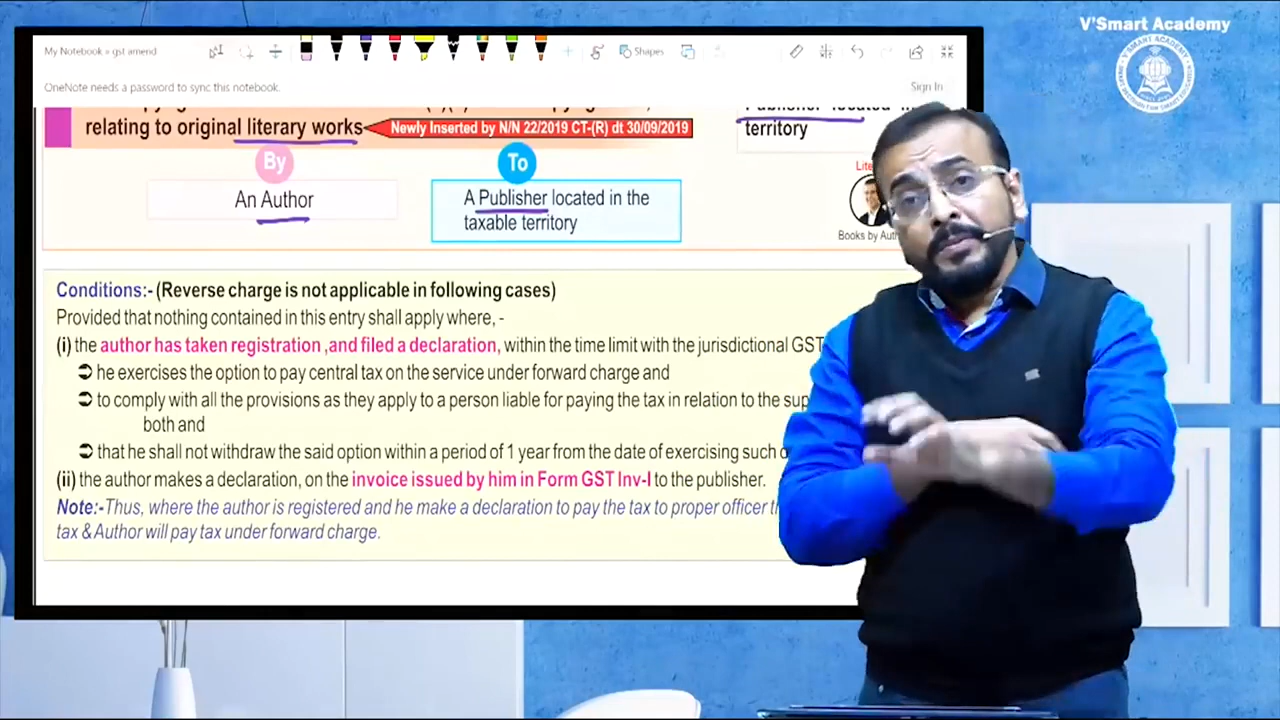 V'Smart Academy
My Notebook » gst amend
Shapes
OneNote needs a password to sync this notebook.
Sign In
relating to original literary works
Newly Inserted by N/N 22/2019 CT-(R) dt 30/09/2019
Publisher located in
territory
By
To
An Author
A Publisher located in the
taxable territory
Books by Auth
Conditions:- (Reverse charge is not applicable in following cases)
Provided that nothing contained in this entry shall apply where, -
(i) the author has taken registration ,and filed a declaration, within the time limit with the jurisdictional GST
➲ he exercises the option to pay central tax on the service under forward charge and
➲ to comply with all the provisions as they apply to a person liable for paying the tax in relation to the sup
both and
➲ that he shall not withdraw the said option within a period of 1 year from the date of exercising such
(ii) the author makes a declaration, on the invoice issued by him in Form GST Inv-I to the publisher.
Note:-Thus, where the author is registered and he make a declaration to pay the tax to proper officer
tax & Author will pay tax under forward charge.